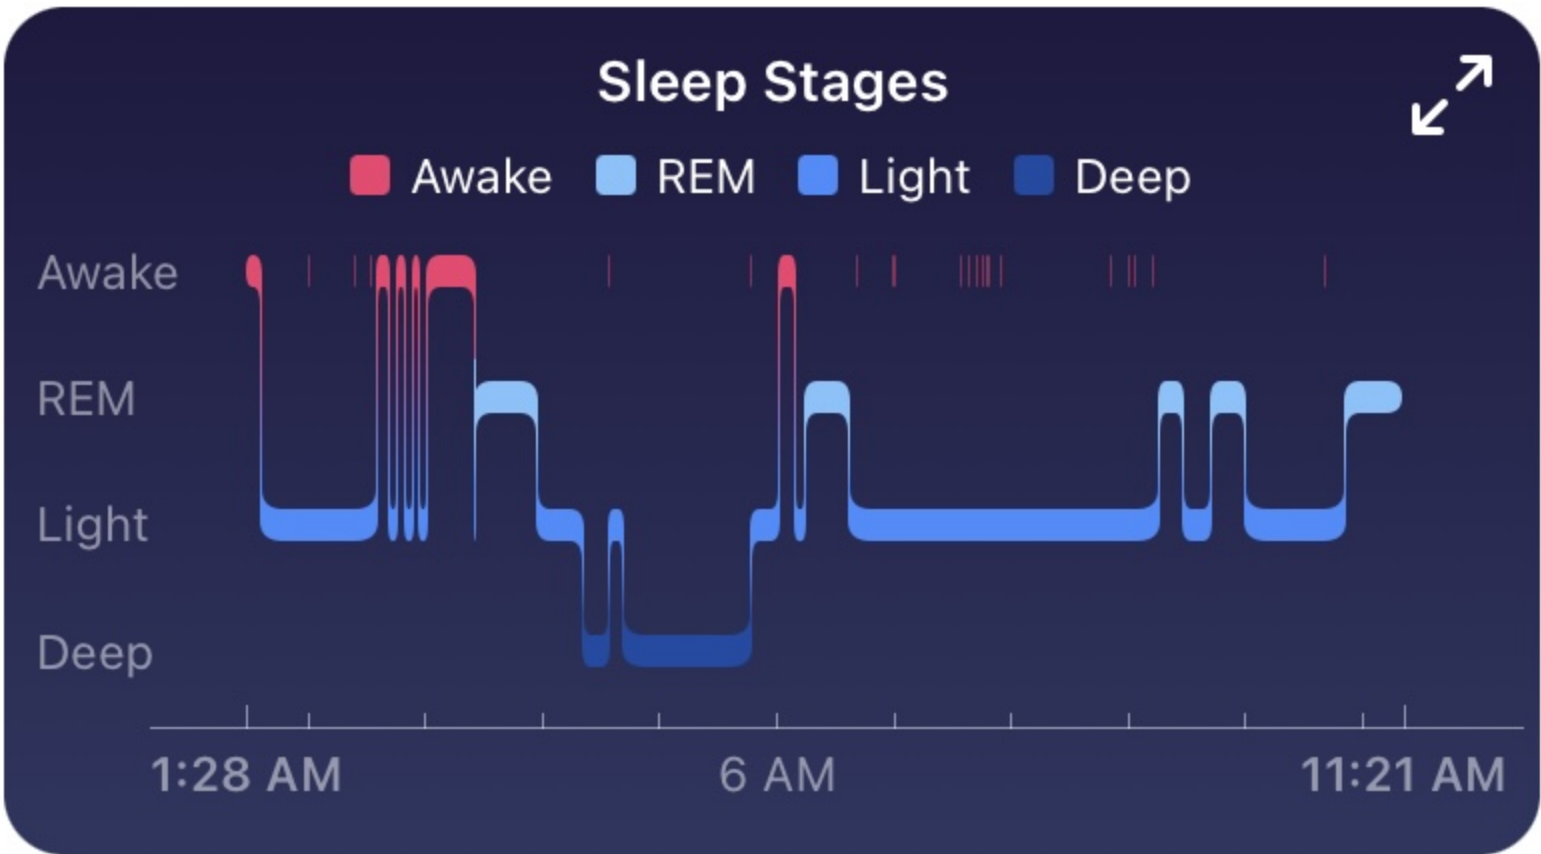 Sleep Stages
Awake REM Light Deep
Awake
REM
Light
Deep
1:28 AM 6 AM 11:21 AM